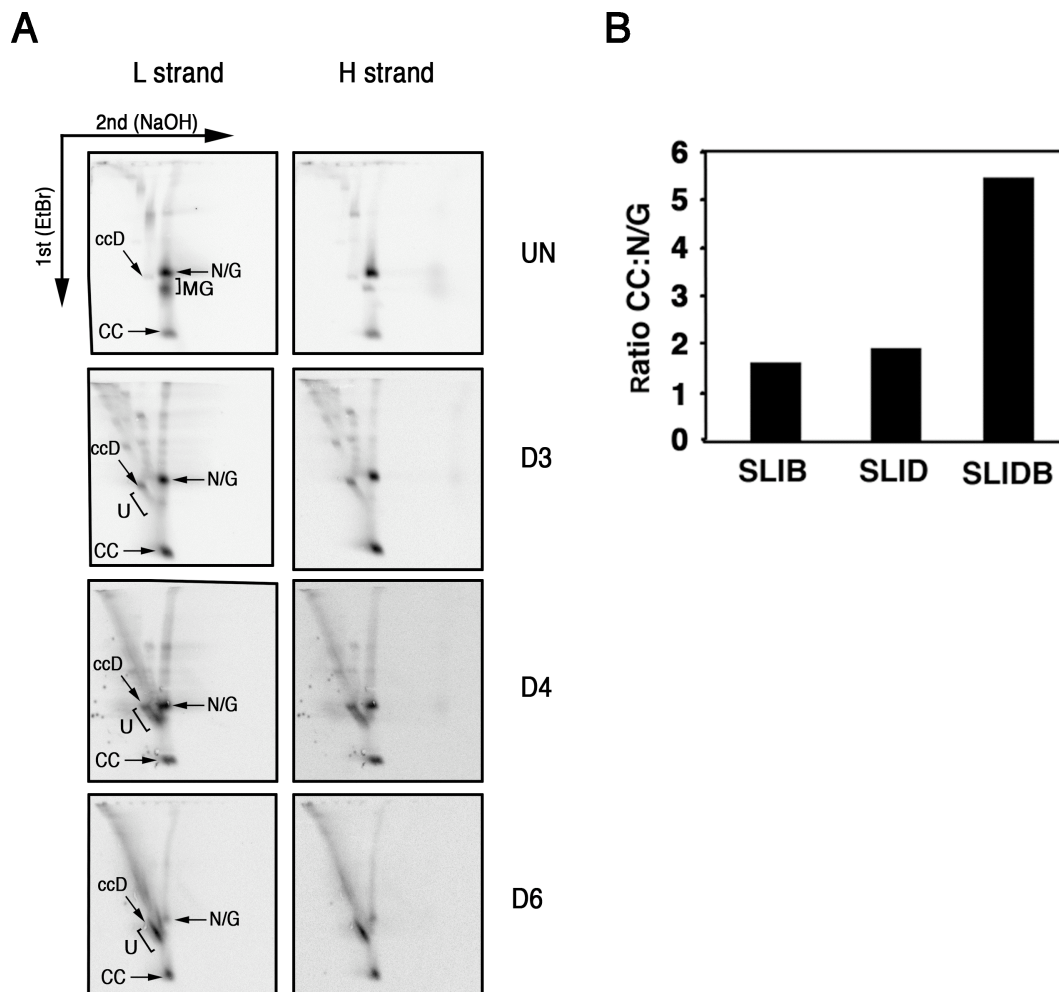 A
B
L strand
H strand
2nd (NaOH)
1st (EtBr)
ccD
N/G
MG
CC
UN
ccD
N/G
U
CC
D3
ccD
N/G
U
CC
D4
ccD
N/G
U
CC
D6
Ratio CC:N/G
6
5
4
3
2
1
0
SLIB SLID SLIDB